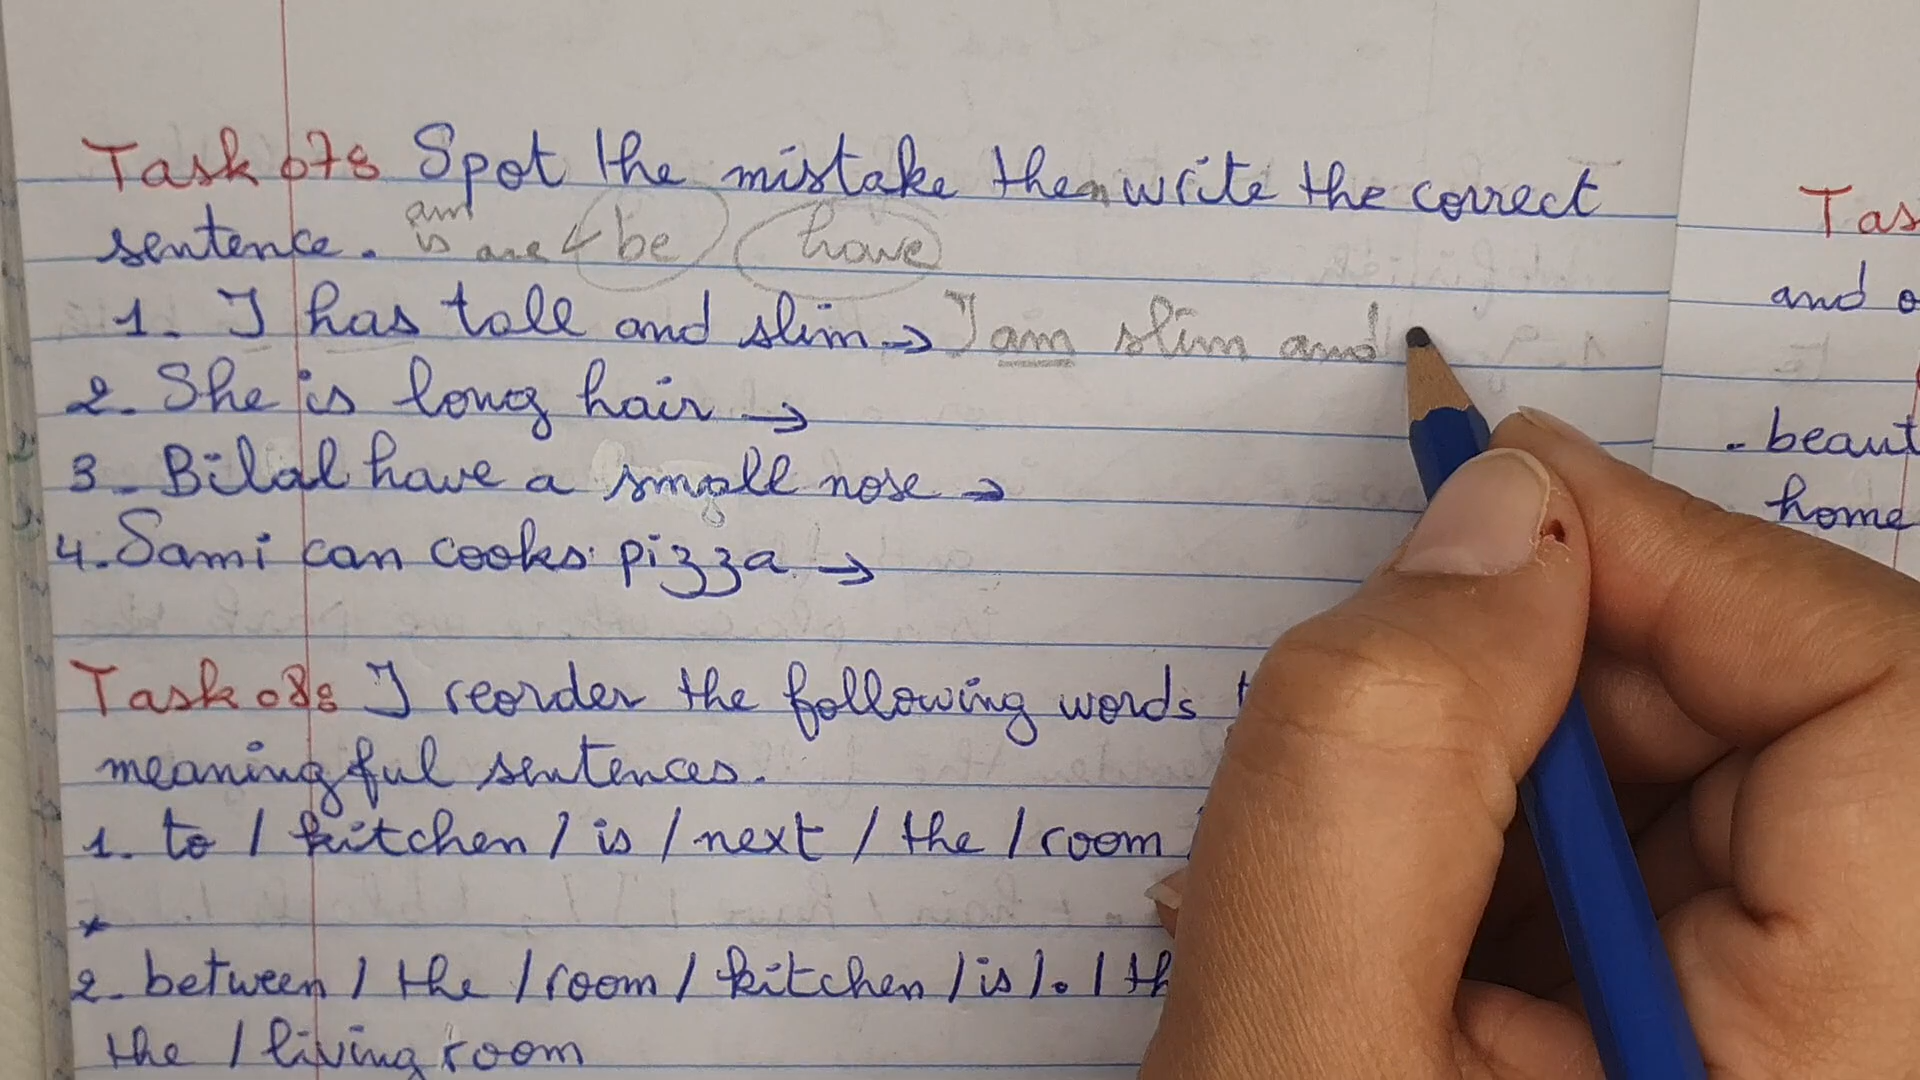 Task 07: Spot the mistake then write the correct
am
sentence. is are be have
1. I has tall and slim → I am slim and
2. She is long hair →
3. Bilal have a small nose →
4. Sami can cooks pizza →
Task 08: I reorder the following words
meaningful sentences.
1. to / kitchen / is / next / the / room
*
2. between / the / room / kitchen / is / . /
the / living room
and
. beaut
home